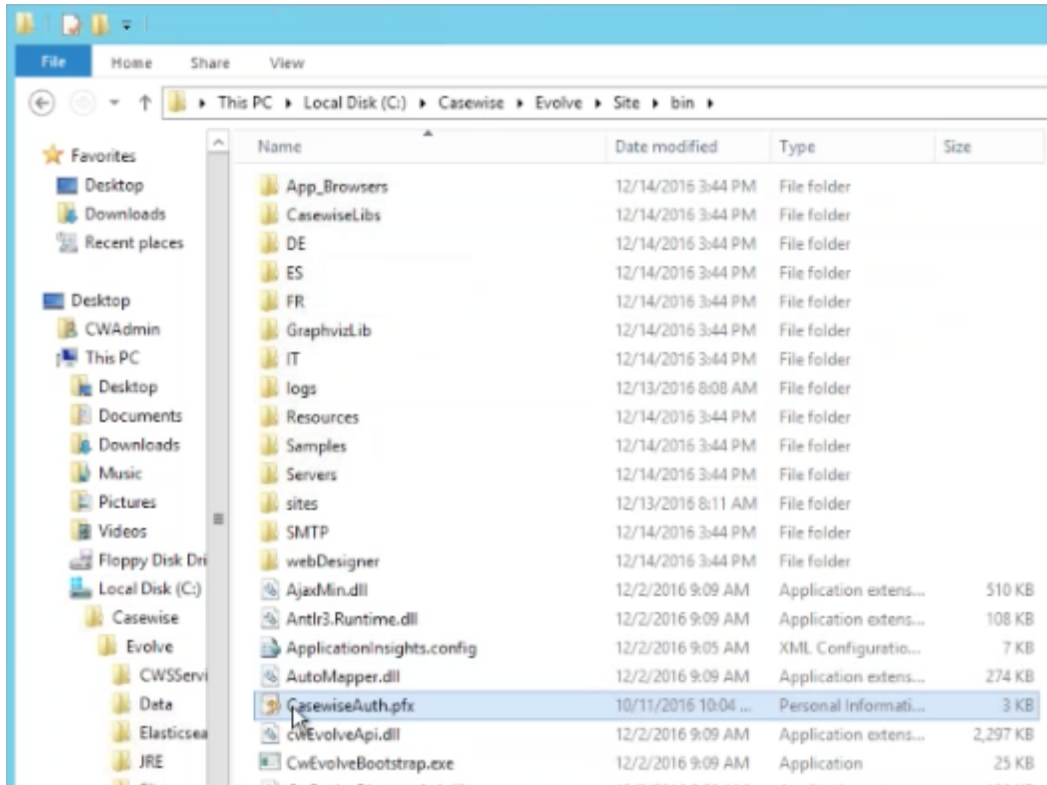 File Home Share View
This PC Local Disk (C:) Casewise Evolve Site bin
Favorites
Desktop
Downloads
Recent places
Desktop
CWAdmin
This PC
Desktop
Documents
Downloads
Music
Pictures
Videos
Floppy Disk Dri
Local Disk (C:)
Casewise
Evolve
CWSServi
Data
Elasticsea
JRE
Name Date modified Type Size
App_Browsers 12/14/2016 3:44 PM File folder
CasewiseLibs 12/14/2016 3:44 PM File folder
DE 12/14/2016 3:44 PM File folder
ES 12/14/2016 3:44 PM File folder
FR 12/14/2016 3:44 PM File folder
GraphvizLib 12/14/2016 3:44 PM File folder
IT 12/14/2016 3:44 PM File folder
logs 12/13/2016 8:08 AM File folder
Resources 12/14/2016 3:44 PM File folder
Samples 12/14/2016 3:44 PM File folder
Servers 12/14/2016 3:44 PM File folder
sites 12/13/2016 8:11 AM File folder
SMTP 12/14/2016 3:44 PM File folder
webDesigner 12/14/2016 3:44 PM File folder
AjaxMin.dll 12/2/2016 9:09 AM Application extens... 510 KB
Antlr3.Runtime.dll 12/2/2016 9:09 AM Application extens... 108 KB
ApplicationInsights.config 12/2/2016 9:05 AM XML Configuratio... 7 KB
AutoMapper.dll 12/2/2016 9:09 AM Application extens... 274 KB
CasewiseAuth.pfx 10/11/2016 10:04 ... Personal Informati... 3 KB
cwEvolveApi.dll 12/2/2016 9:09 AM Application extens... 2,297 KB
CwEvolveBootstrap.exe 12/2/2016 9:09 AM Application 25 KB